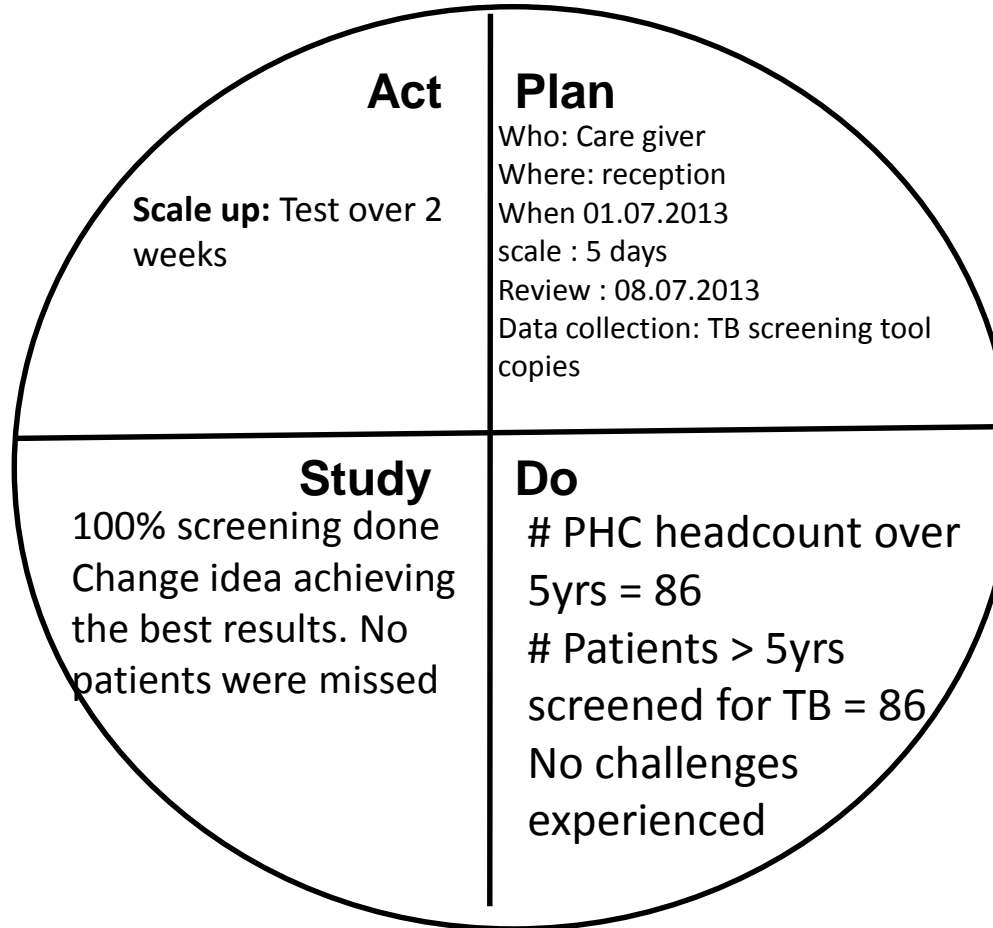 Act
Scale up: Test over 2
weeks
Plan
Who: Care giver
Where: reception
When 01.07.2013
scale : 5 days
Review : 08.07.2013
Data collection: TB screening tool
copies
Study
100% screening done
Change idea achieving
the best results. No
patients were missed
Do
# PHC headcount over
5yrs = 86
# Patients > 5yrs
screened for TB = 86
No challenges
experienced